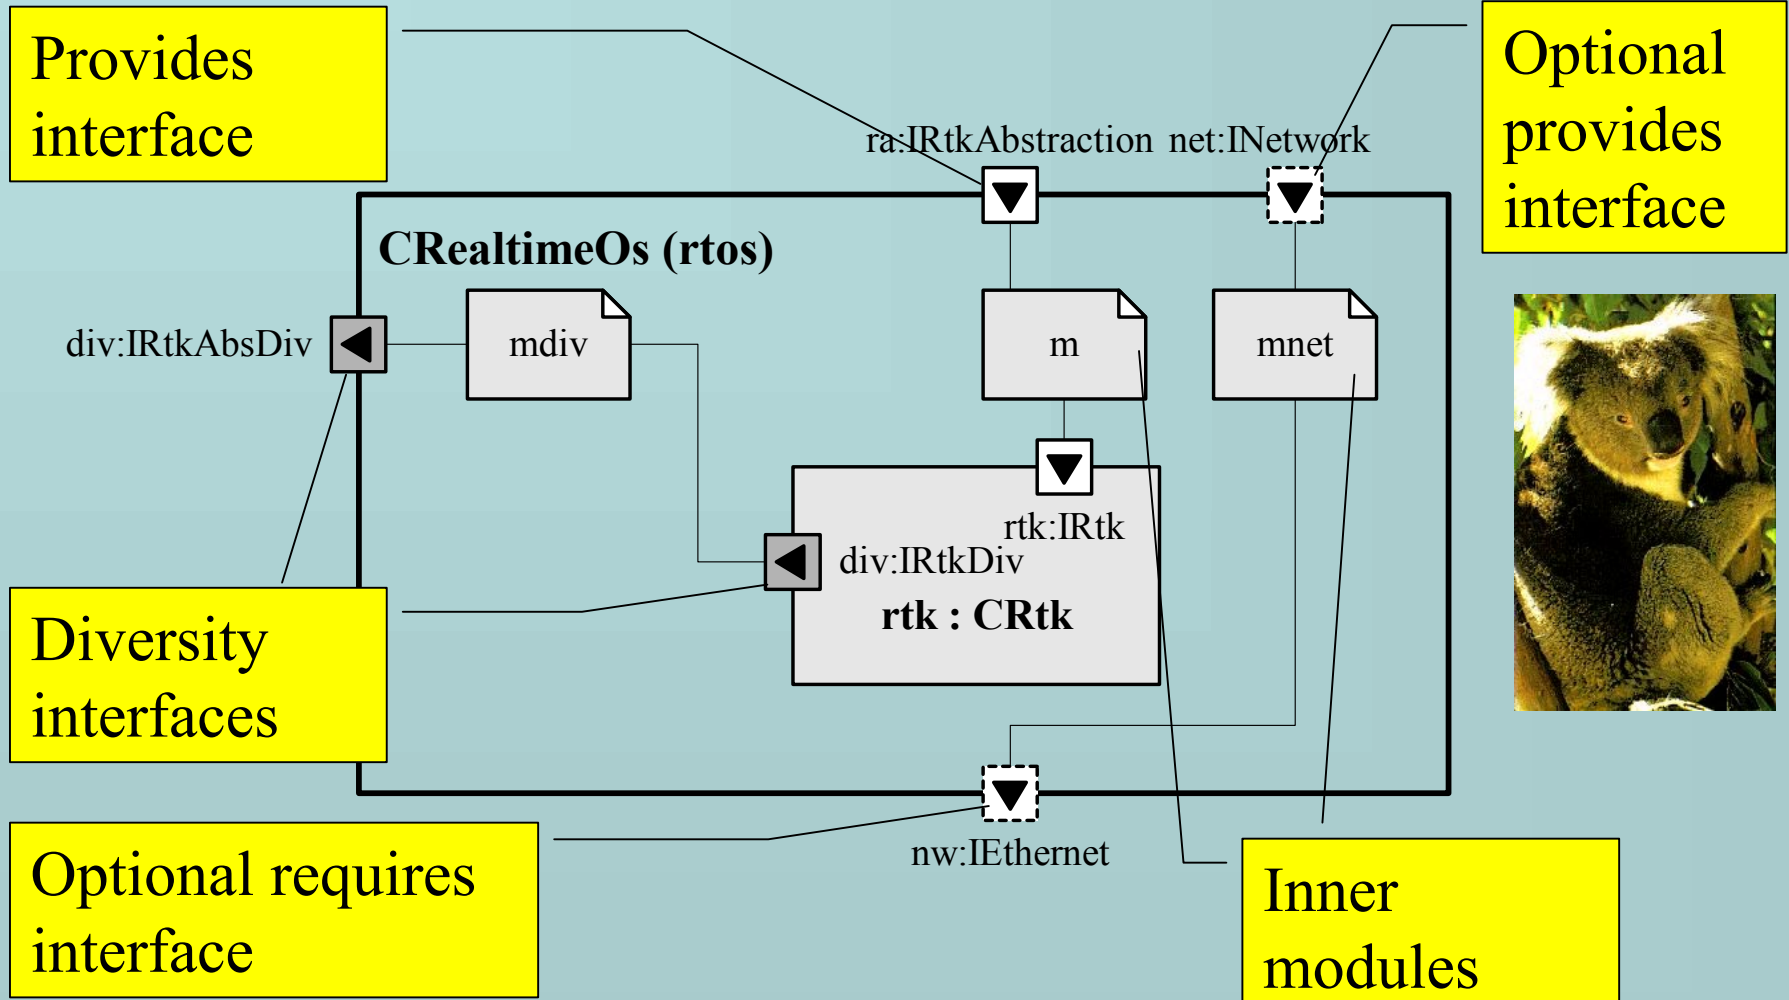 Provides
interface
Optional
provides
interface
ra:IRtkAbstraction net:INetwork
CRealtimeOs (rtos)
div:IRtkAbsDiv
mdiv
m
mnet
rtk:IRtk
div:IRtkDiv
rtk : CRtk
Diversity
interfaces
nw:IEthernet
Optional requires
interface
Inner
modules